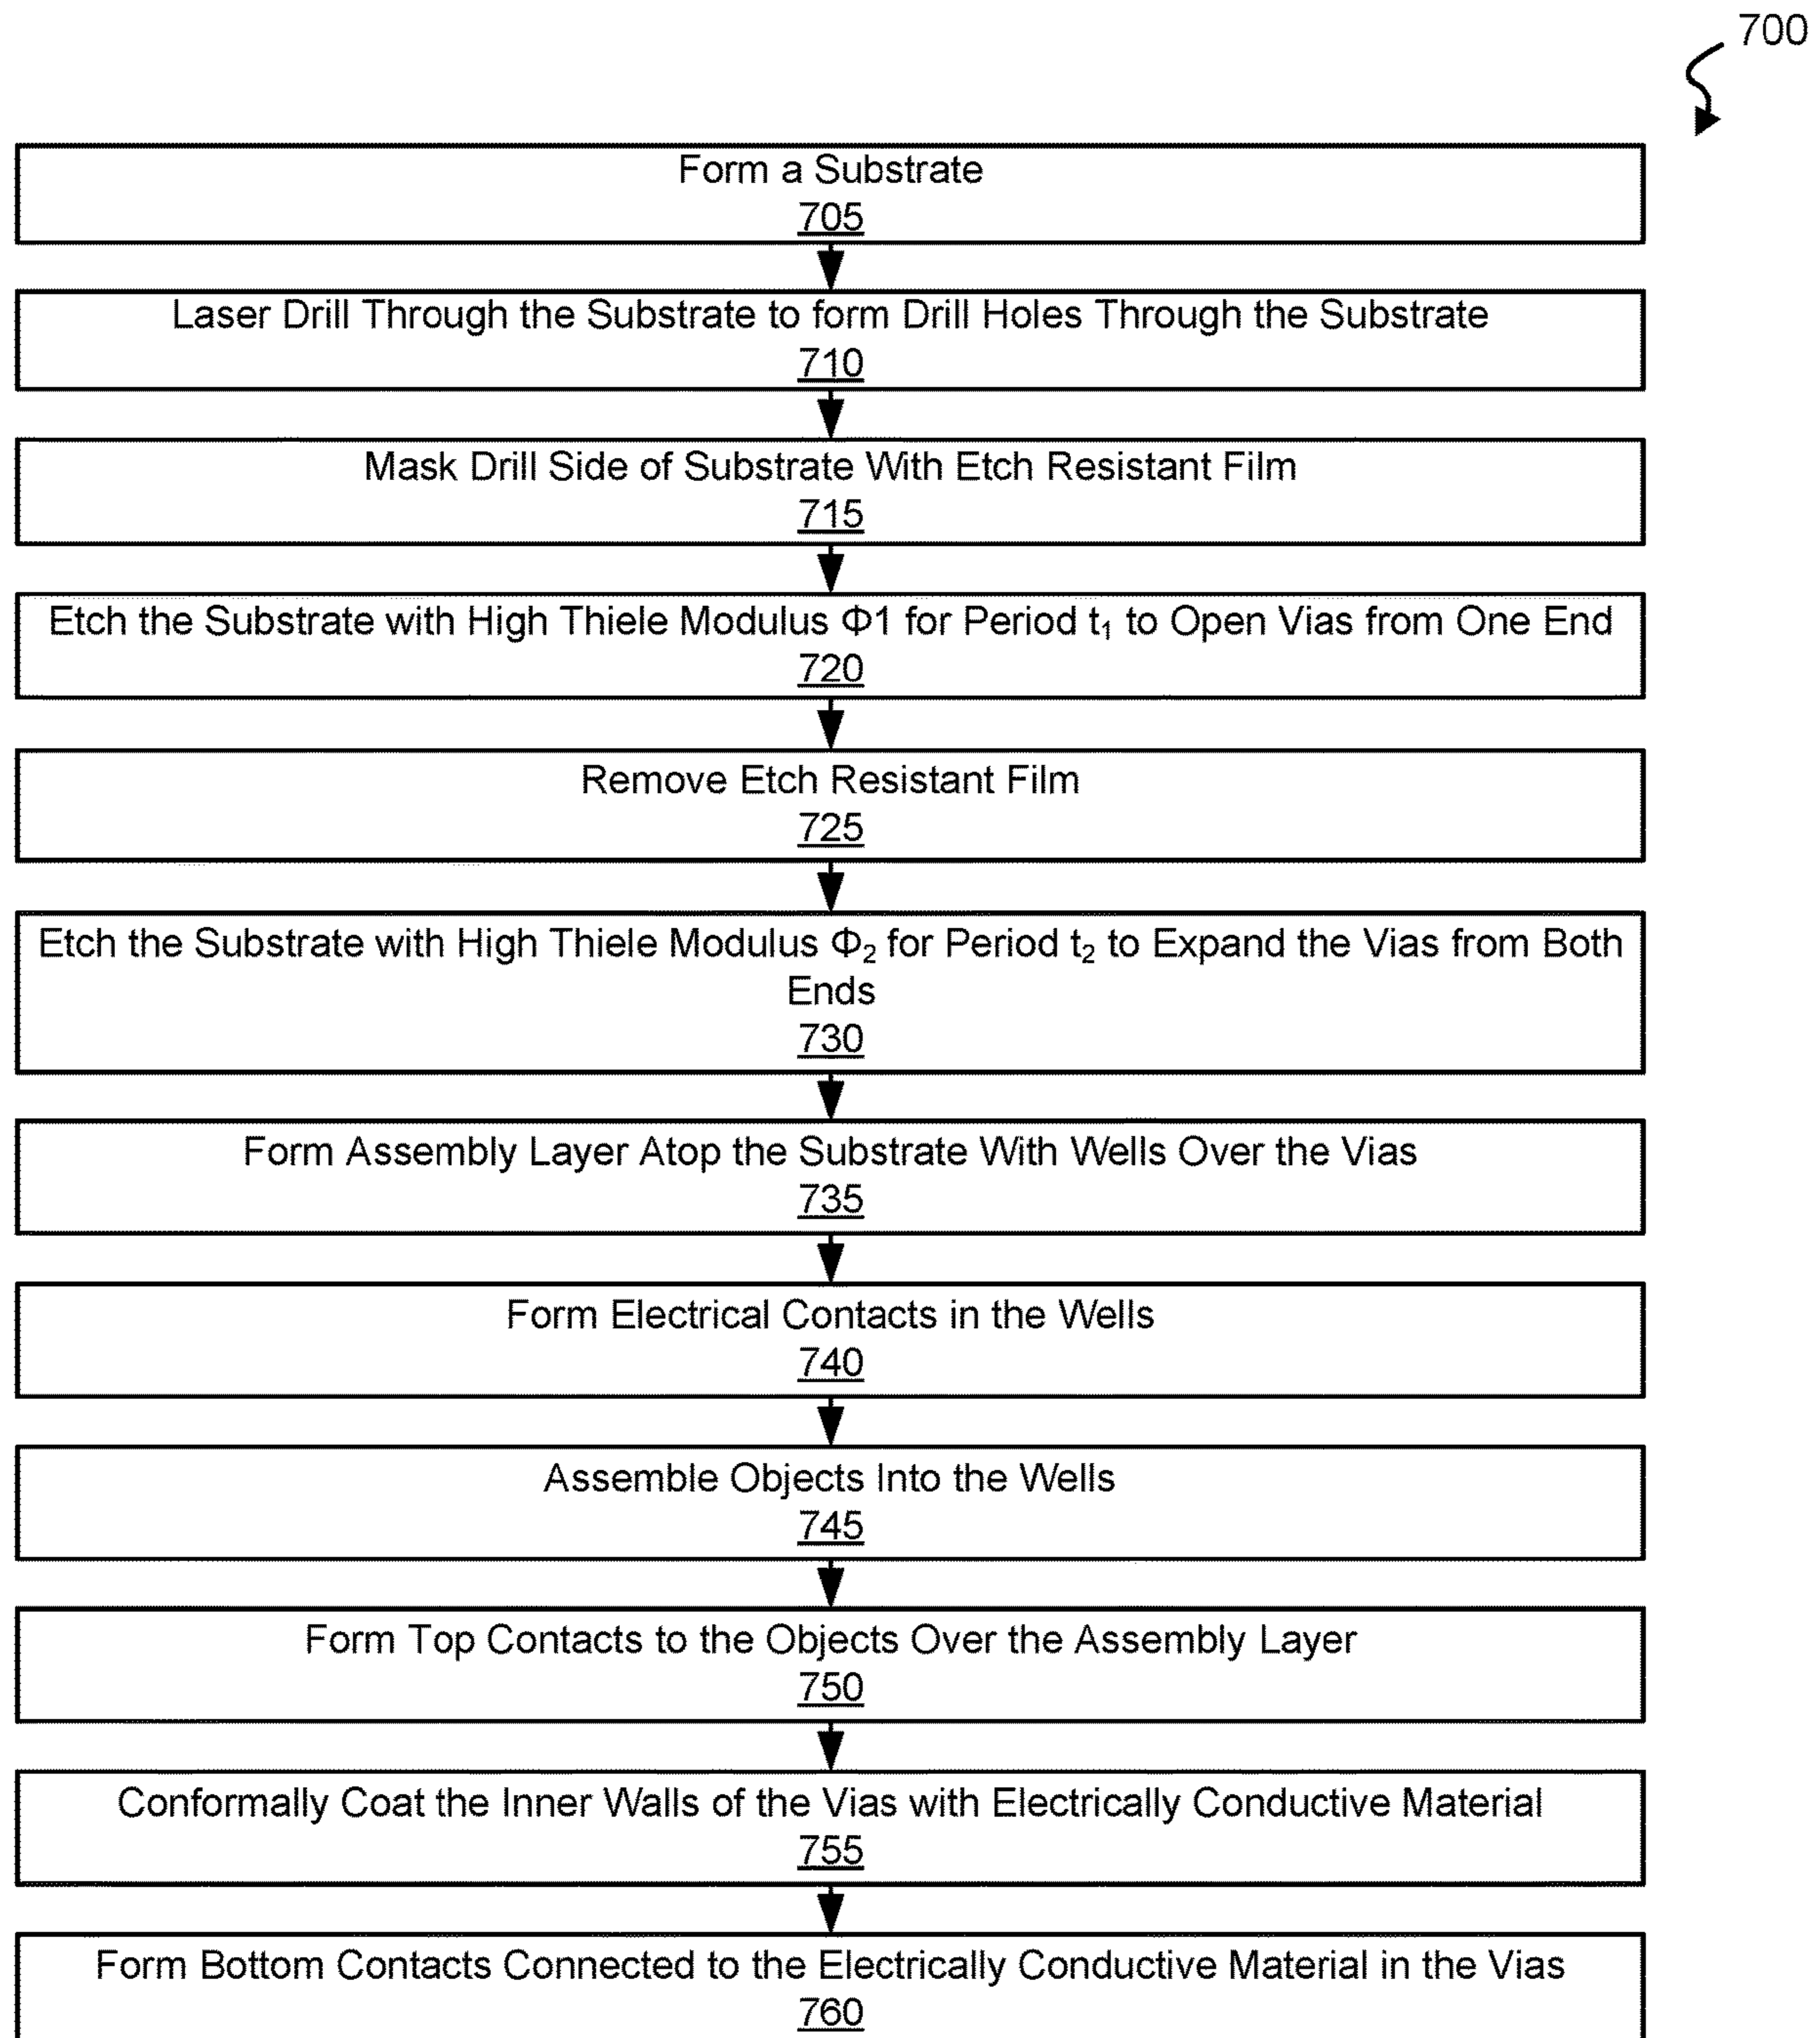 700
Form a Substrate
705
Laser Drill Through the Substrate to form Drill Holes Through the Substrate
710
Mask Drill Side of Substrate With Etch Resistant Film
715
Etch the Substrate with High Thiele Modulus Φ1 for Period t₁ to Open Vias from One End
720
Remove Etch Resistant Film
725
Etch the Substrate with High Thiele Modulus Φ₂ for Period t₂ to Expand the Vias from Both
Ends
730
Form Assembly Layer Atop the Substrate With Wells Over the Vias
735
Form Electrical Contacts in the Wells
740
Assemble Objects Into the Wells
745
Form Top Contacts to the Objects Over the Assembly Layer
750
Conformally Coat the Inner Walls of the Vias with Electrically Conductive Material
755
Form Bottom Contacts Connected to the Electrically Conductive Material in the Vias
760